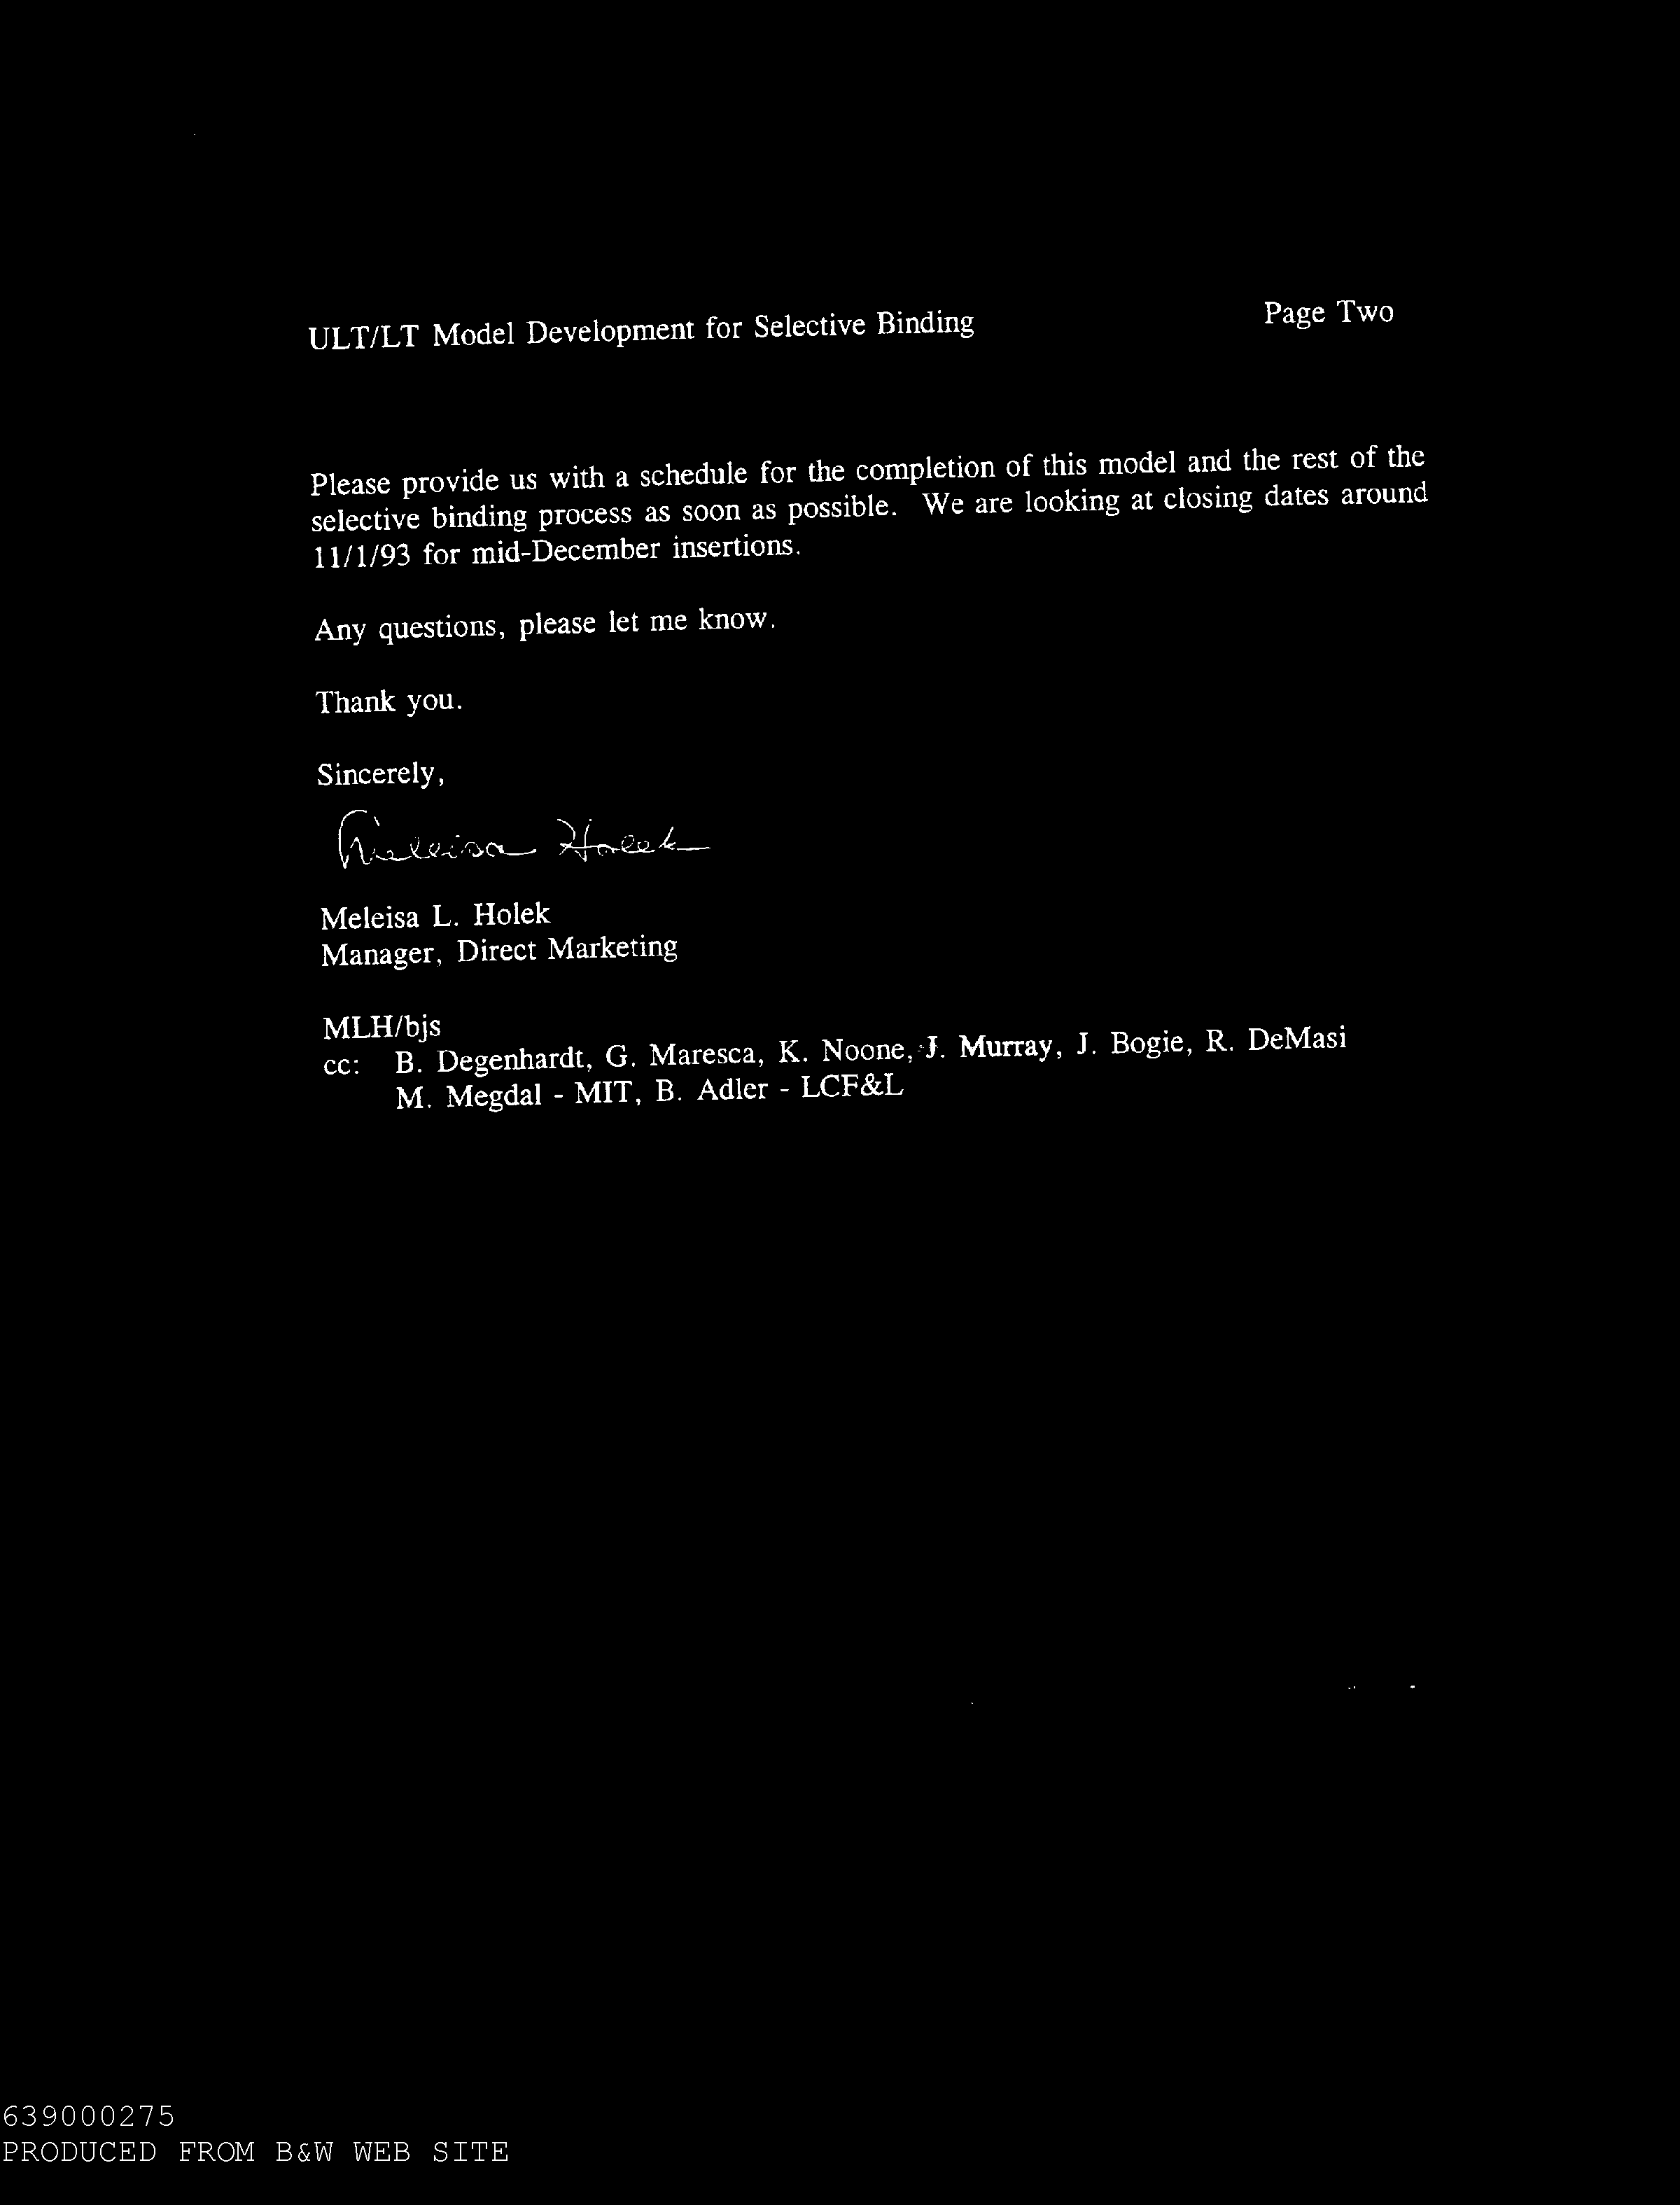 ULT/LT Model Development for Selective Binding Page Two
Please provide us with a schedule for the completion of this model and the rest of the
selective binding process as soon as possible. We are looking at closing dates around
11/1/93 for mid-December insertions.
Any questions, please let me know.
Thank you.
Sincerely,
Meleisa Holek
Meleisa L. Holek
Manager, Direct Marketing
MLH/bjs
cc: B. Degenhardt, G. Maresca, K. Noone, J. Murray, J. Bogie, R. DeMasi
M. Megdal - MIT, B. Adler - LCF&L
639000275
PRODUCED FROM B&W WEB SITE